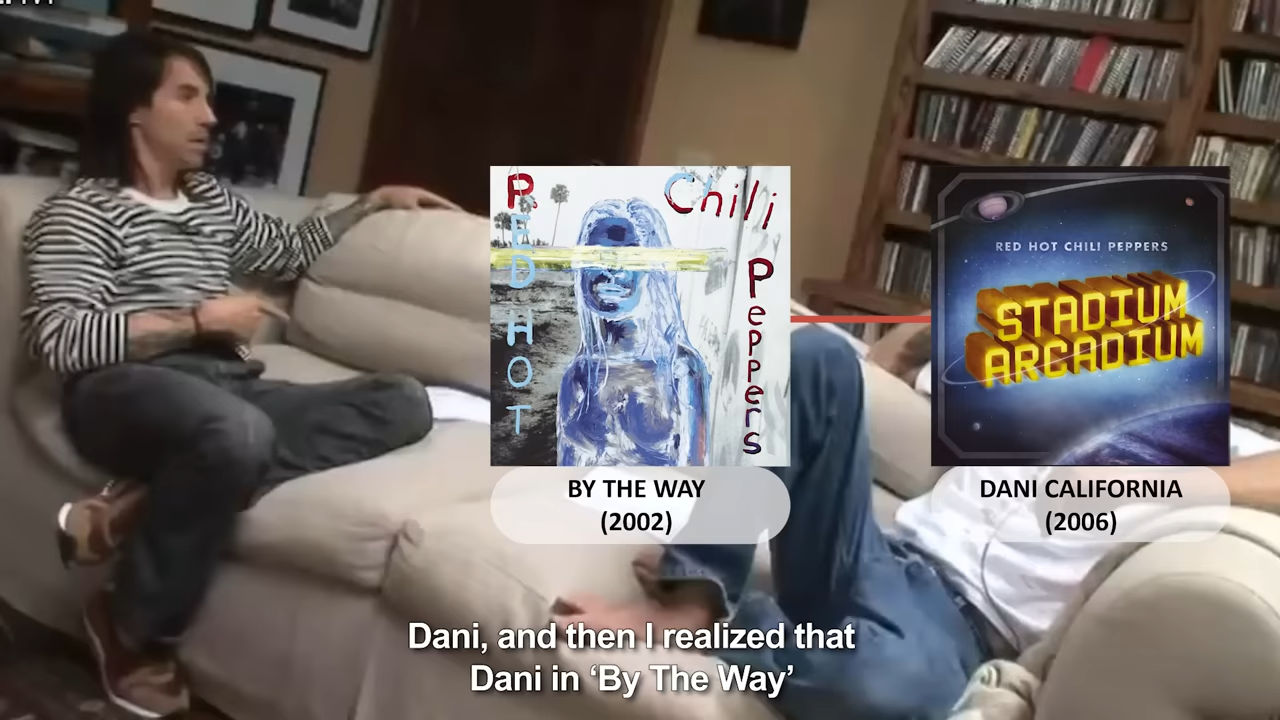 RED HOT
Chili
Peppers
RED HOT CHILI PEPPERS
STADIUM
ARCADIUM
BY THE WAY
(2002)
DANI CALIFORNIA
(2006)
Dani, and then I realized that
Dani in ‘By The Way’